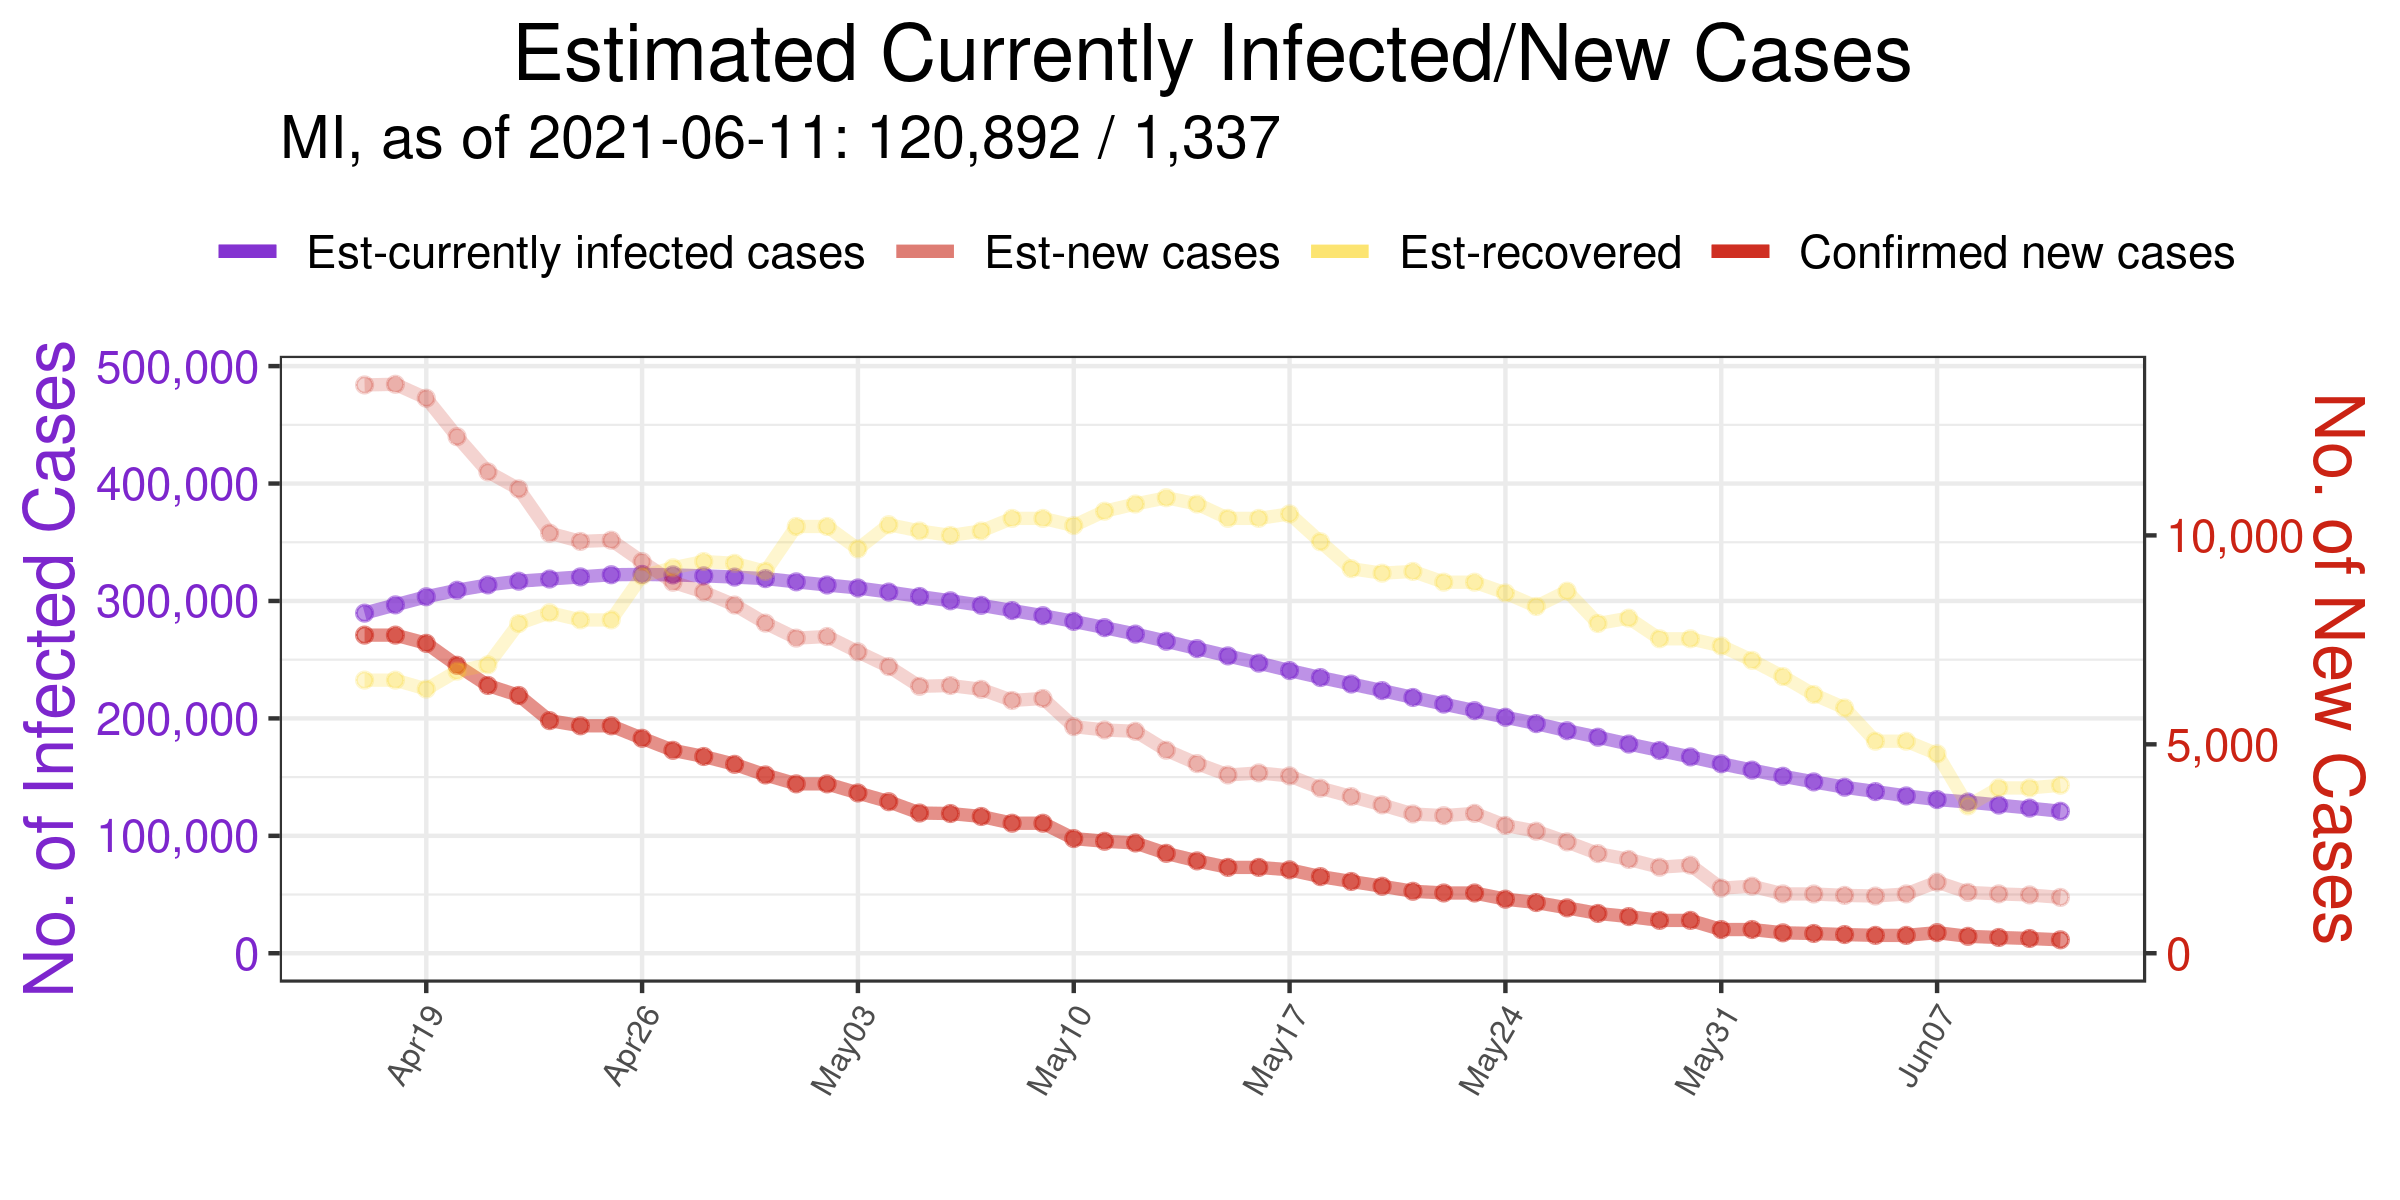 Estimated Currently Infected/New Cases
MI, as of 2021-06-11: 120,892 / 1,337
Est-currently infected cases Est-new cases Est-recovered Confirmed new cases
No. of Infected Cases
500,000
400,000
300,000
200,000
100,000
0
10,000
5,000
0
No. of New Cases
Apr19 Apr26 May03 May10 May17 May24 May31 Jun07